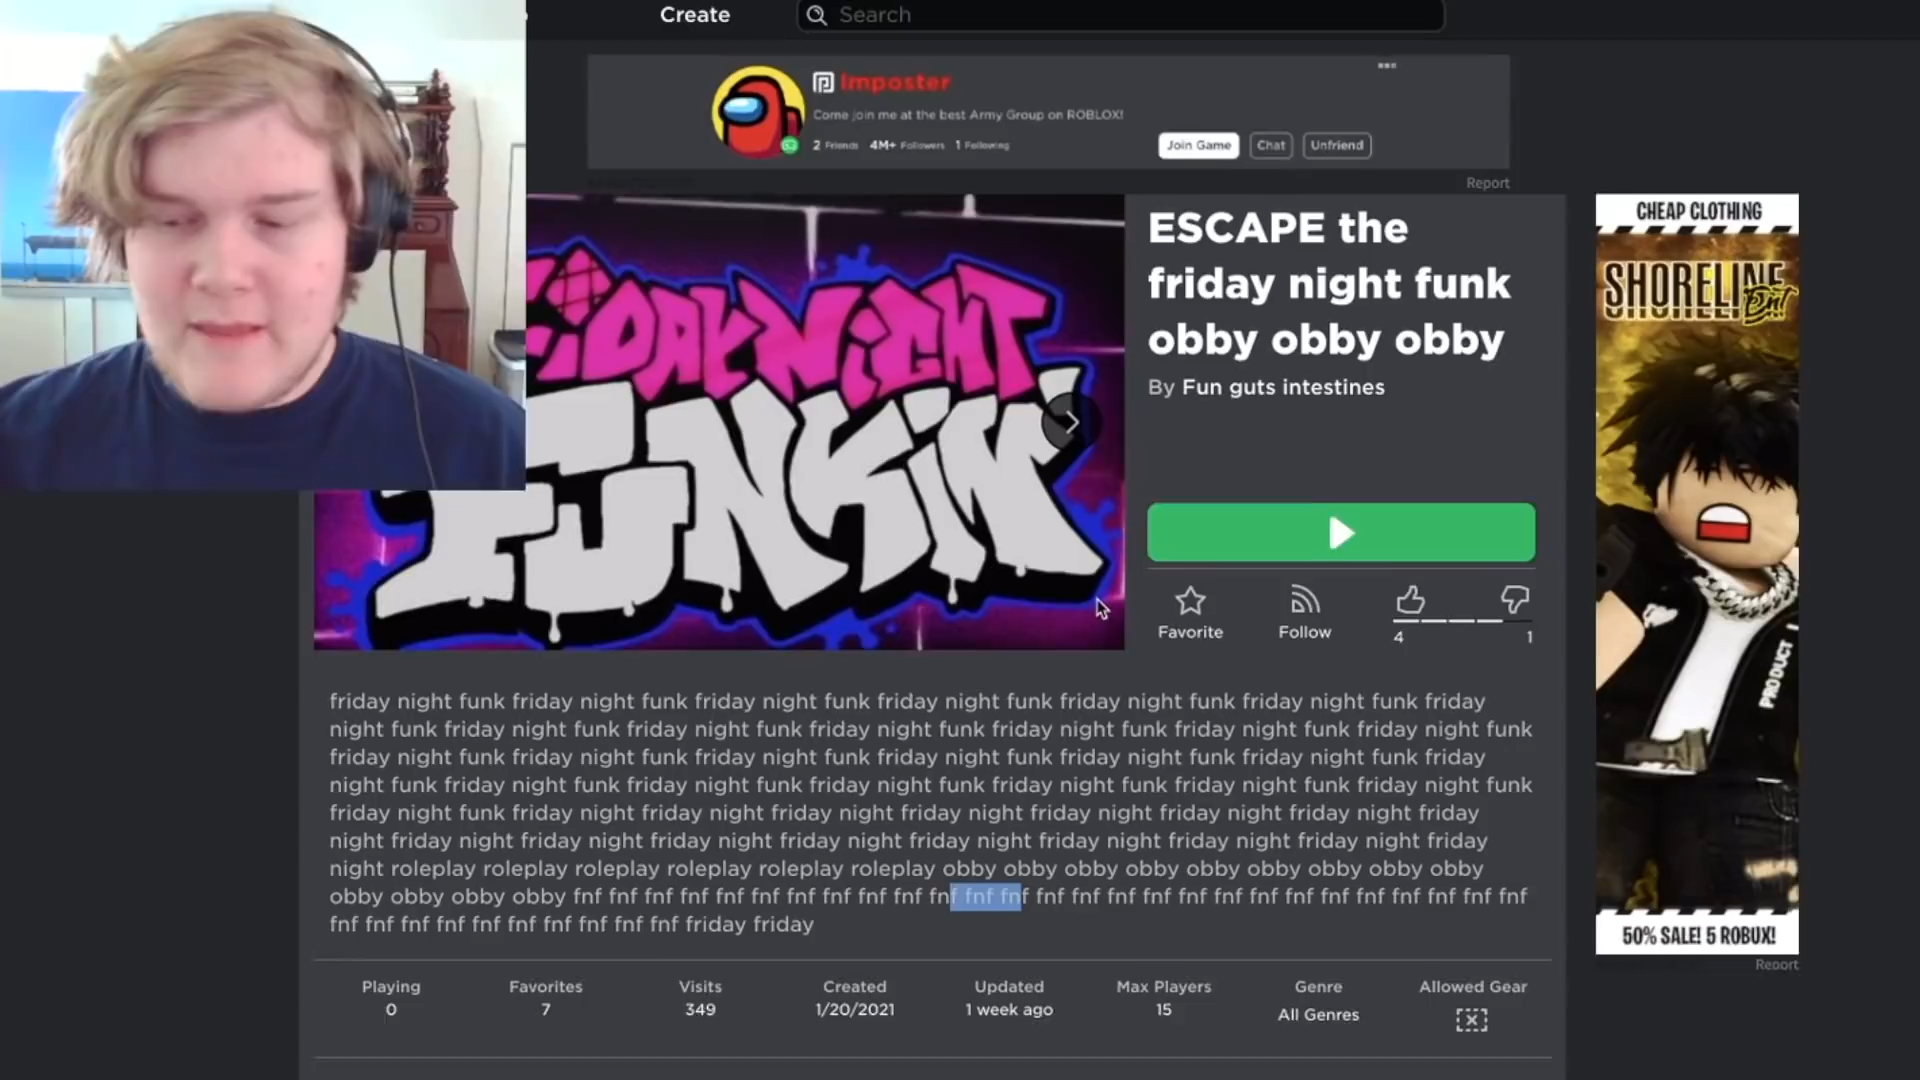 Create
Search
Imposter
Come join me at the best Army Group on ROBLOX!
2 Friends 4M+ Followers 1 Following
Join Game
Chat
Unfriend
Report
FRiDAY NiGHT
FUNKiN
ESCAPE the
friday night funk
obby obby obby
By Fun guts intestines
Favorite
Follow
4
1
friday night funk friday night funk friday night funk friday night funk friday night funk friday night funk friday
night funk friday night funk friday night funk friday night funk friday night funk friday night funk friday night funk
friday night funk friday night funk friday night funk friday night funk friday night funk friday night funk friday
night funk friday night funk friday night funk friday night funk friday night funk friday night funk friday night funk
friday night funk friday night friday night friday night friday night friday night friday night friday night friday
night friday night friday night friday night friday night friday night friday night friday night friday night friday
night roleplay roleplay roleplay roleplay roleplay roleplay obby obby obby obby obby obby obby obby obby
obby obby obby obby fnf fnf fnf fnf fnf fnf fnf fnf fnf fnf fnf fnf fnf fnf fnf fnf fnf fnf fnf fnf fnf fnf fnf fnf fnf fnf fnf
fnf fnf fnf fnf fnf fnf fnf fnf fnf fnf friday friday
Playing
0
Favorites
7
Visits
349
Created
1/20/2021
Updated
1 week ago
Max Players
15
Genre
All Genres
Allowed Gear
CHEAP CLOTHING
SHORELINE
Ent
PRODUCT
50% SALE! 5 ROBUX!
Report